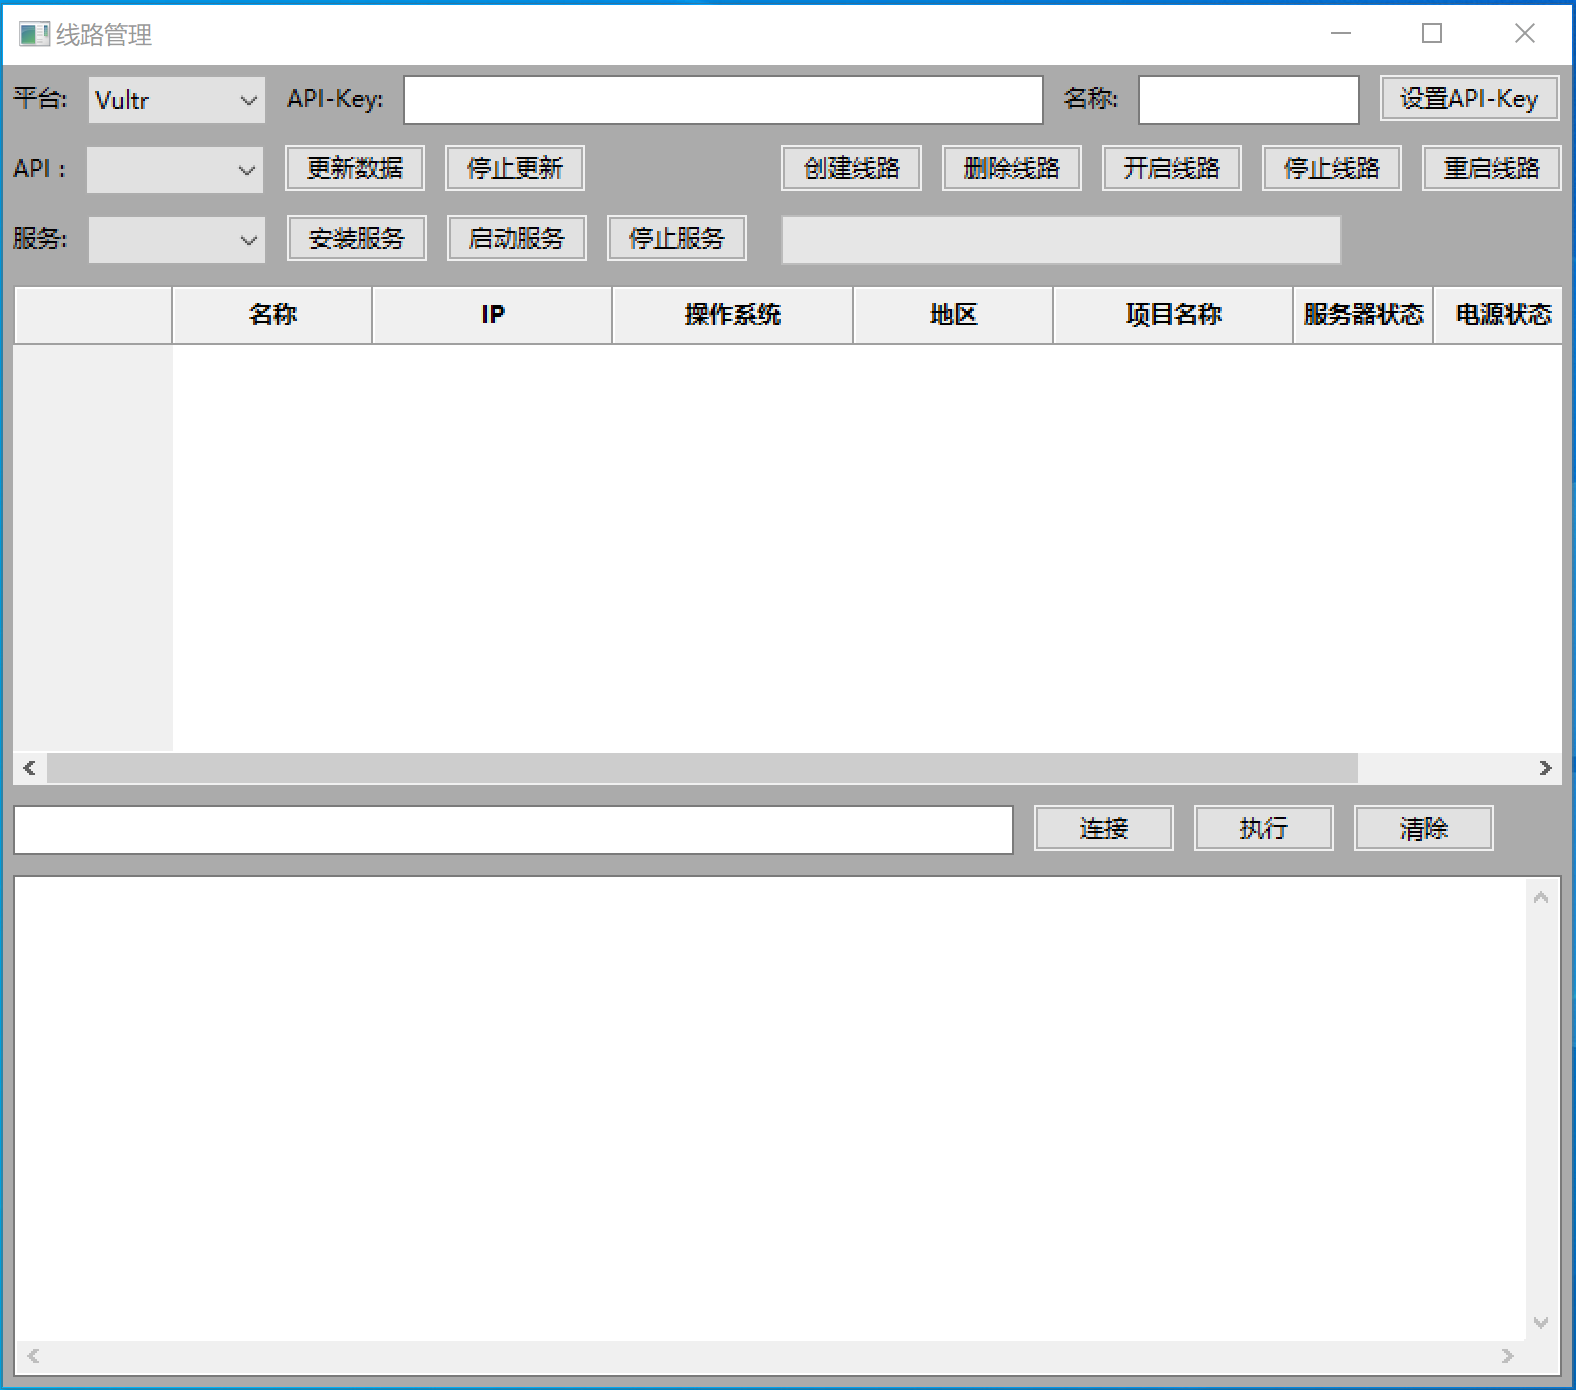 线路管理
平台: Vultr API-Key: 名称: 设置API-Key
API : 更新数据 停止更新 创建线路 删除线路 开启线路 停止线路 重启线路
服务: 安装服务 启动服务 停止服务
名称 IP 操作系统 地区 项目名称 服务器状态 电源状态
连接 执行 清除